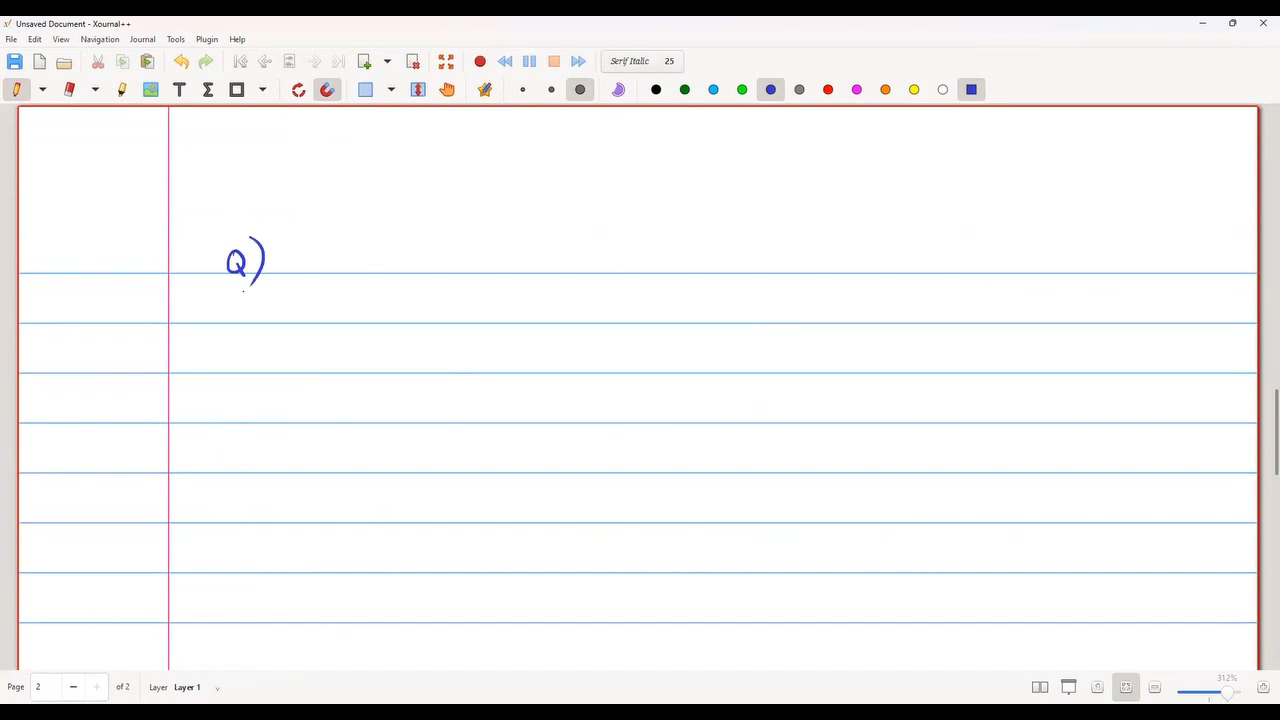 Unsaved Document - Xournal++
File Edit View Navigation Journal Tools Plugin Help
Serif Italic 25
Q)
Page 2 of 2 Layer Layer 1 312%